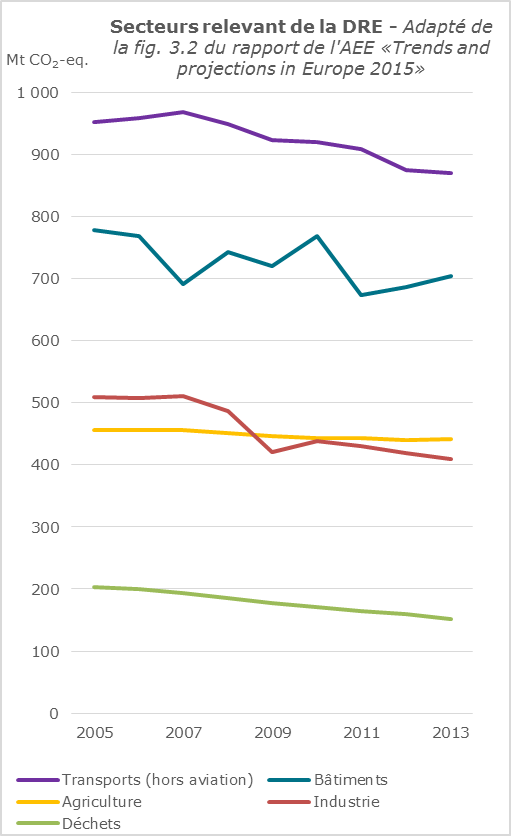 Secteurs relevant de la DRE - Adapté de
la fig. 3.2 du rapport de l'AEE «Trends and
projections in Europe 2015»
Mt CO₂-eq.
1 000
900
800
700
600
500
400
300
200
100
0
2005 2007 2009 2011 2013
Transports (hors aviation) Bâtiments
Agriculture Industrie
Déchets